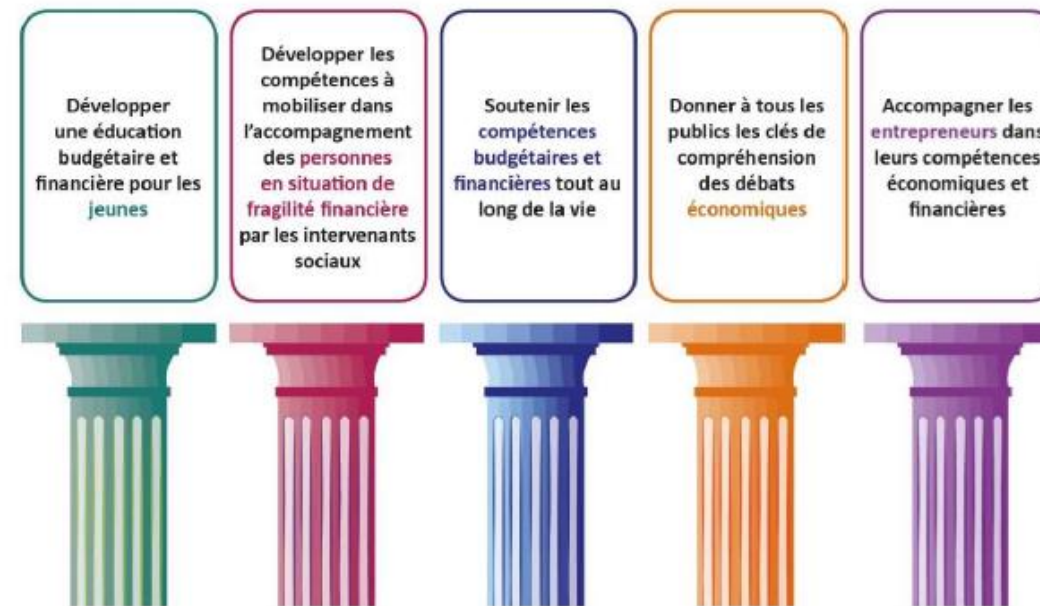 Développer
une éducation
budgétaire et
financière pour les
jeunes
Développer les
compétences à
mobiliser dans
l'accompagnement
des personnes
en situation de
fragilité financière
par les intervenants
sociaux
Soutenir les
compétences
budgétaires et
financières tout au
long de la vie
Donner à tous les
publics les clés de
compréhension
des débats
économiques
Accompagner les
entrepreneurs dans
leurs compétences
économiques et
financières